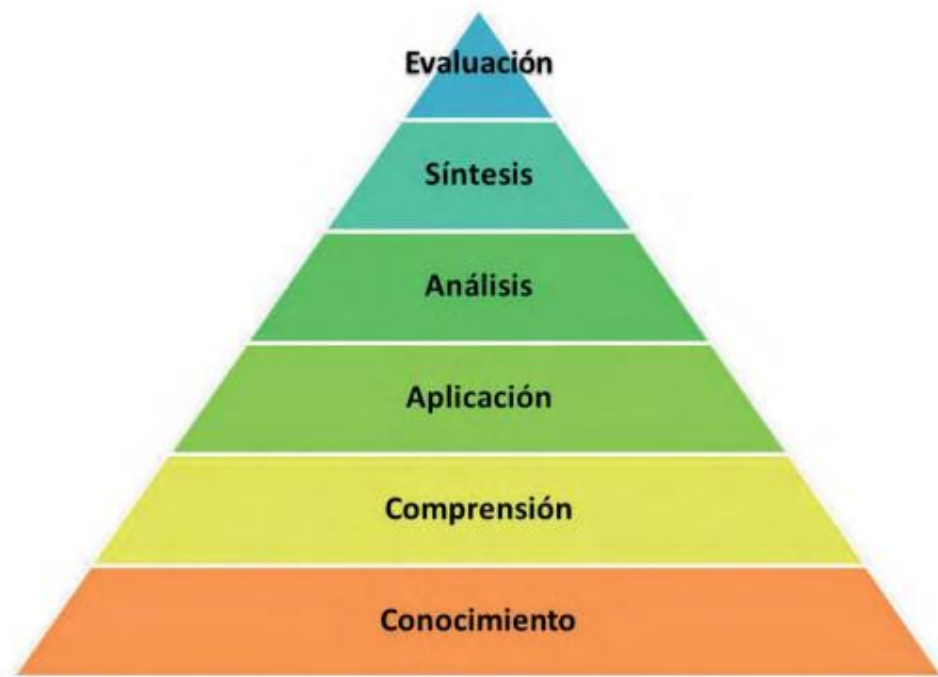 Evaluación
Síntesis
Análisis
Aplicación
Comprensión
Conocimiento